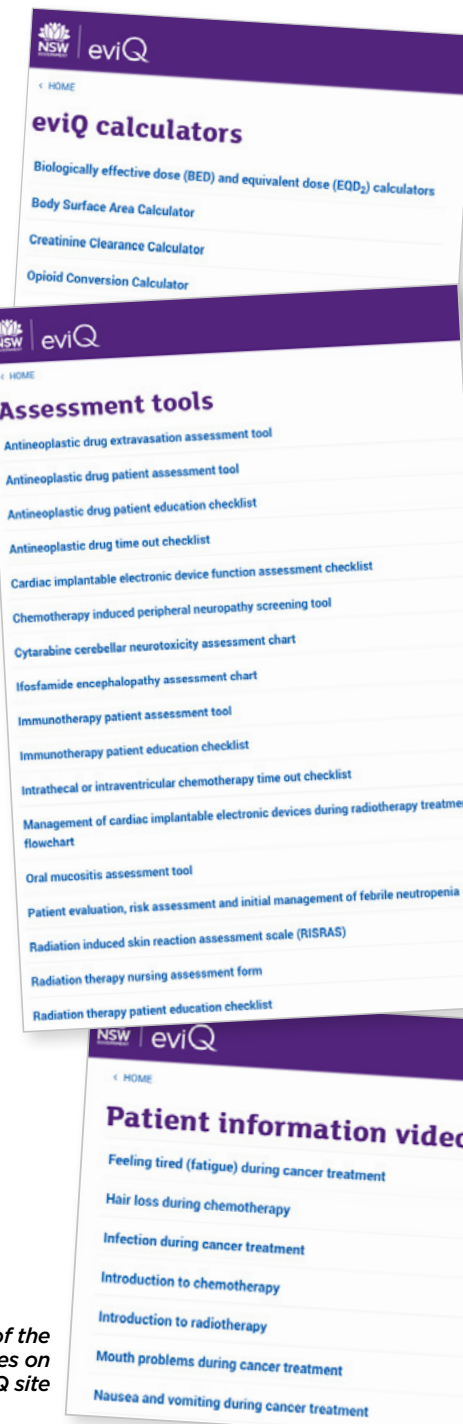 NSW
GOVERNMENT
eviQ
< HOME
eviQ calculators
Biologically effective dose (BED) and equivalent dose (EQD2) calculators
Body Surface Area Calculator
Creatinine Clearance Calculator
Opioid Conversion Calculator
NSW
eviQ
< HOME
Assessment tools
Antineoplastic drug extravasation assessment tool
Antineoplastic drug patient assessment tool
Antineoplastic drug patient education checklist
Antineoplastic drug time out checklist
Cardiac implantable electronic device function assessment checklist
Chemotherapy induced peripheral neuropathy screening tool
Cytarabine cerebellar neurotoxicity assessment chart
Ifosfamide encephalopathy assessment chart
Immunotherapy patient assessment tool
Immunotherapy patient education checklist
Intrathecal or intraventricular chemotherapy time out checklist
Management of cardiac implantable electronic devices during radiotherapy treatme
flowchart
Oral mucositis assessment tool
Patient evaluation, risk assessment and initial management of febrile neutropenia
Radiation induced skin reaction assessment scale (RISRAS)
Radiation therapy nursing assessment form
Radiation therapy patient education checklist
NSW
GOVERNMENT
eviQ
< HOME
Patient information video
Feeling tired (fatigue) during cancer treatment
Hair loss during chemotherapy
Infection during cancer treatment
Introduction to chemotherapy
Introduction to radiotherapy
Mouth problems during cancer treatment
Nausea and vomiting during cancer treatment
of the
es on
Q site